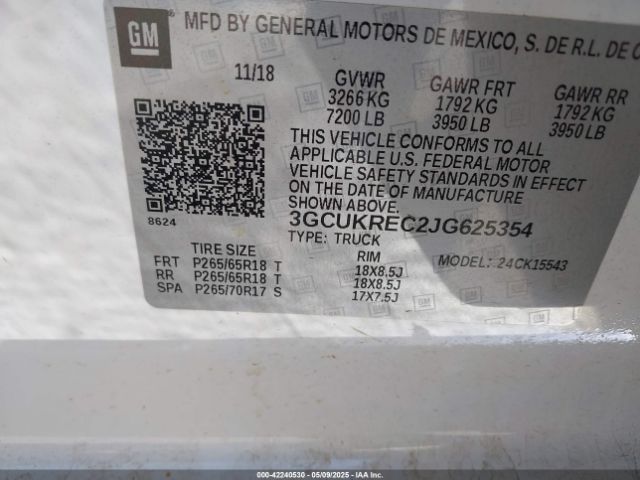 GM MFD BY GENERAL MOTORS DE MEXICO, S. DE R.L. DE C
11/18 GVWR GAWR FRT GAWR RR
3266 KG 1792 KG 1792 KG
7200 LB 3950 LB 3950 LB
THIS VEHICLE CONFORMS TO ALL
APPLICABLE U.S. FEDERAL MOTOR
VEHICLE SAFETY STANDARDS IN EFFECT
ON THE DATE OF MANUFACTURE
SHOWN ABOVE.
8624 3GCUKREC2JG625354
TYPE: TRUCK
TIRE SIZE RIM MODEL: 24CK15543
FRT P265/65R18 T 18X8.5J
RR P265/65R18 T 18X8.5J
SPA P265/70R17 S 17X7.5J
000-42240530 - 05/09/2025 - IAAI.COM